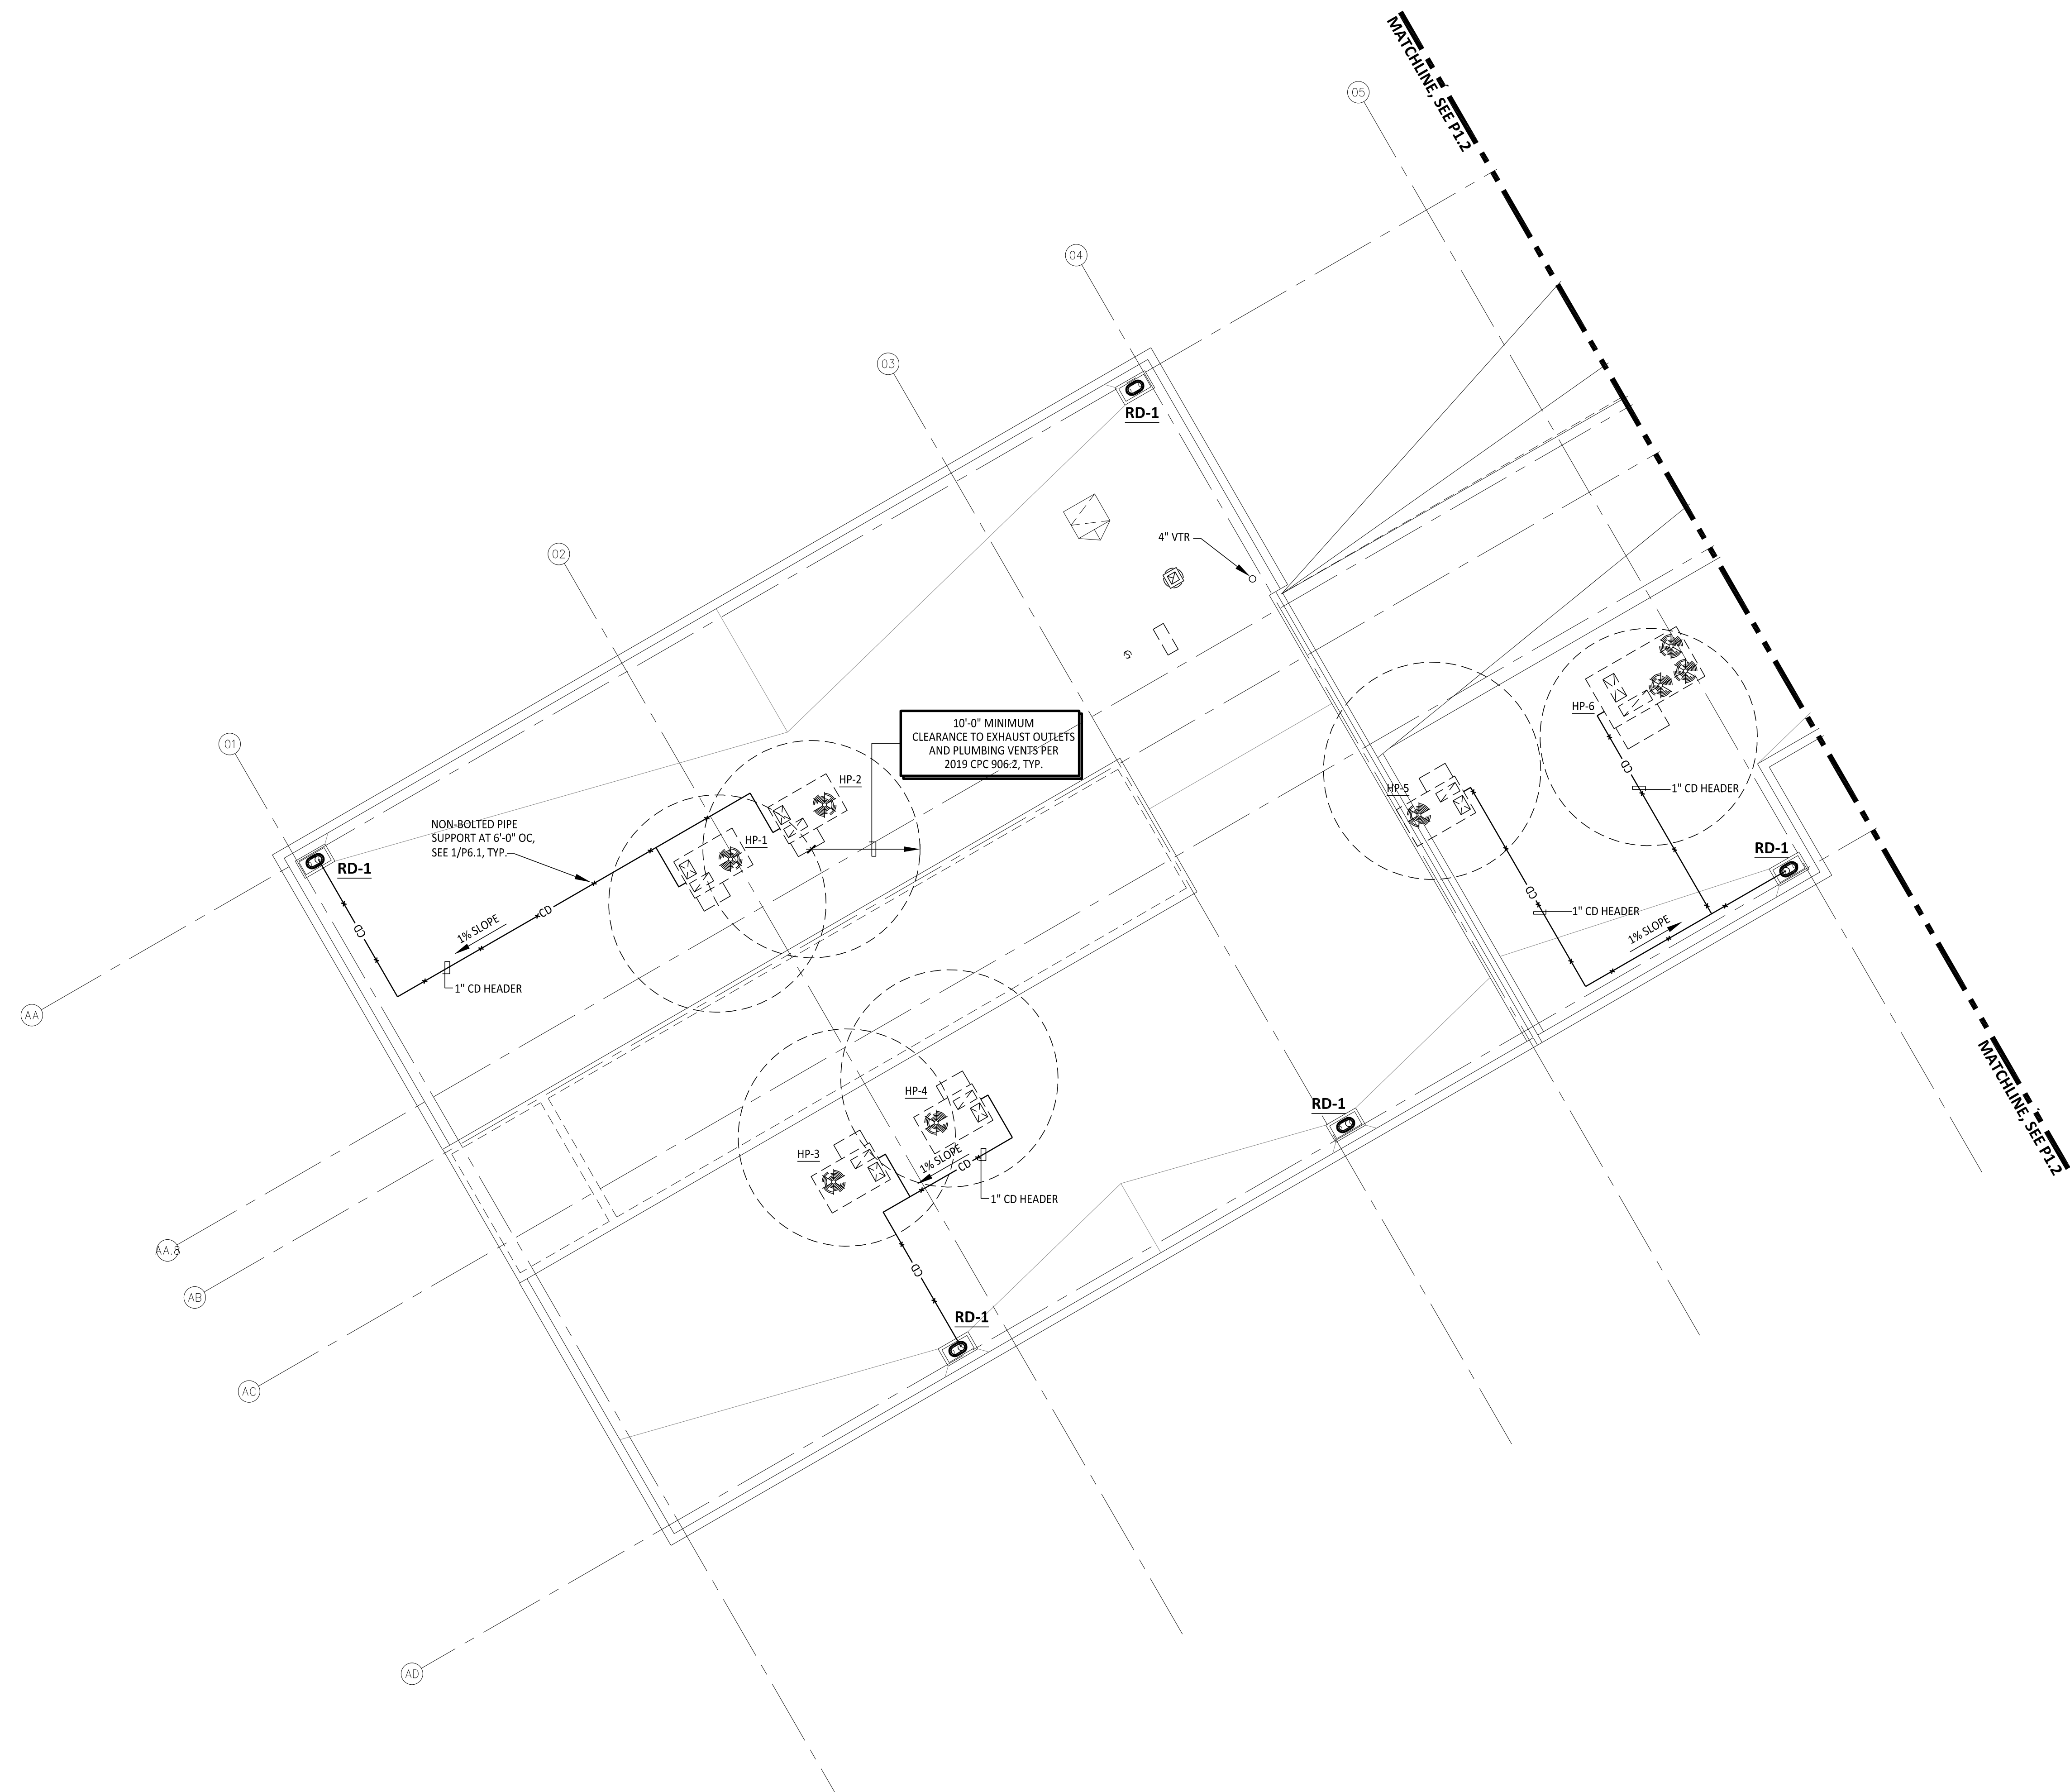 MATCHLINE, SEE P1.2
05
04
03
RD-1
4" VTR
02
10'-0" MINIMUM
CLEARANCE TO EXHAUST OUTLETS
AND PLUMBING VENTS PER
2019 CPC 906.2, TYP.
HP-6
01
HP-2
HP-5
CD
1" CD HEADER
NON-BOLTED PIPE
SUPPORT AT 6'-0" OC,
SEE 1/P6.1, TYP.
HP-1
RD-1
RD-1
CD
CD
CD
1" CD HEADER
1% SLOPE
1% SLOPE
1" CD HEADER
AA
MATCHLINE, SEE P1.2
HP-4
RD-1
HP-3
1% SLOPE
CD
1" CD HEADER
AA.8
CD
AB
RD-1
AC
AD